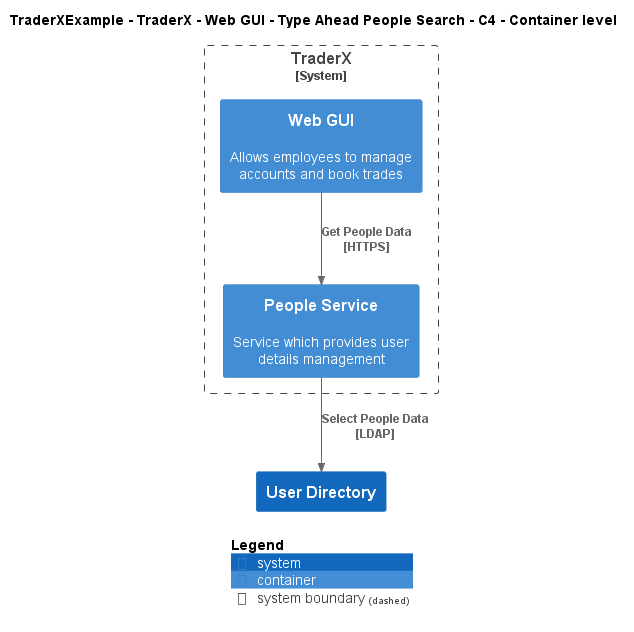 TraderXExample - TraderX - Web GUI - Type Ahead People Search - C4 - Container level
TraderX
[System]
Web GUI
Allows employees to manage
accounts and book trades
Get People Data
[HTTPS]
People Service
Service which provides user
details management
Select People Data
[LDAP]
User Directory
Legend
system
container
system boundary (dashed)